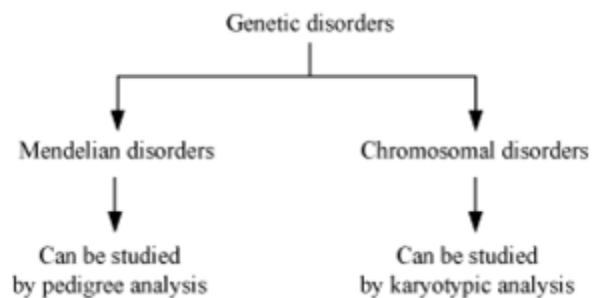 Genetic disorders
Mendelian disorders
Chromosomal disorders
Can be studied
by pedigree analysis
Can be studied
by karyotypic analysis